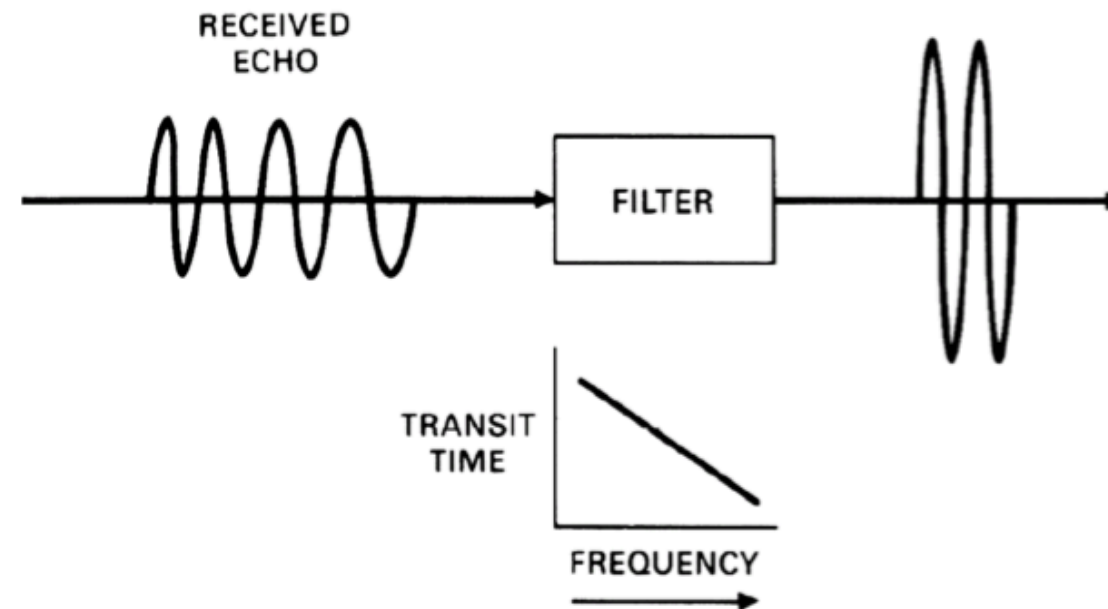 RECEIVED
ECHO
FILTER
TRANSIT
TIME
FREQUENCY